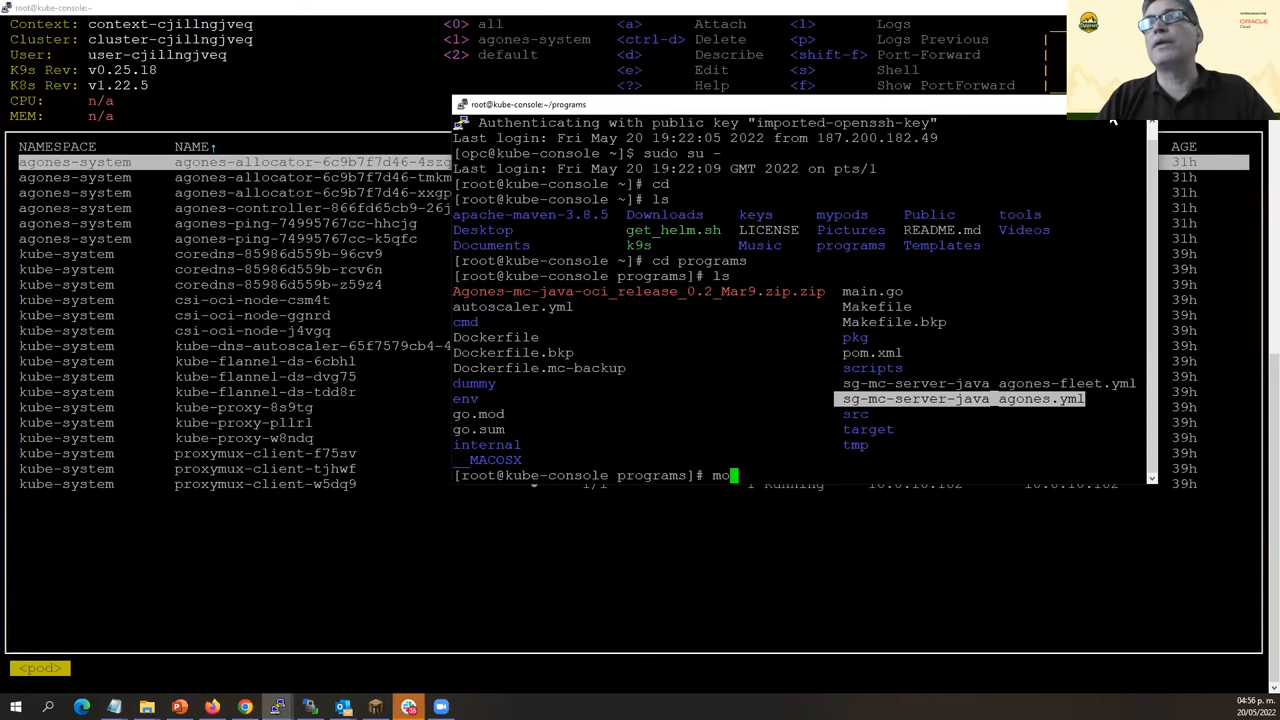 root@kube-console:~
Context: context-cjillngjveq
Cluster: cluster-cjillngjveq
User: user-cjillngjveq
K9s Rev: v0.25.18
K8s Rev: v1.22.5
CPU: n/a
MEM: n/a
<0> all <a> Attach <l> Logs
<1> agones-system <ctrl-d> Delete <p> Logs Previous
<2> default <d> Describe <shift-f> Port-Forward
<e> Edit <s> Shell
<?> Help <f> Show PortForward
ORACLE
Cloud
NAMESPACE NAME↑ AGE
agones-system agones-allocator-6c9b7f7d46-4szc 31h
agones-system agones-allocator-6c9b7f7d46-tmkm 31h
agones-system agones-allocator-6c9b7f7d46-xxgp 31h
agones-system agones-controller-866fd65cb9-26j 31h
agones-system agones-ping-74995767cc-hhcjg 31h
agones-system agones-ping-74995767cc-k5qfc 31h
kube-system coredns-85986d559b-96cv9 39h
kube-system coredns-85986d559b-rcv6n 39h
kube-system coredns-85986d559b-z59z4 39h
kube-system csi-oci-node-csm4t 39h
kube-system csi-oci-node-ggnrd 39h
kube-system csi-oci-node-j4vgq 39h
kube-system kube-dns-autoscaler-65f7579cb4-4 39h
kube-system kube-flannel-ds-6cbhl 39h
kube-system kube-flannel-ds-dvg75 39h
kube-system kube-flannel-ds-tdd8r 39h
kube-system kube-proxy-8s9tg 39h
kube-system kube-proxy-pllrl 39h
kube-system kube-proxy-w8ndq 39h
kube-system proxymux-client-f75sv 39h
kube-system proxymux-client-tjhwf 39h
kube-system proxymux-client-w5dq9 1/1 Running 39h
root@kube-console:~/programs
Authenticating with public key "imported-openssh-key"
Last login: Fri May 20 19:22:05 2022 from 187.200.182.49
[opc@kube-console ~]$ sudo su -
Last login: Fri May 20 19:22:09 GMT 2022 on pts/1
[root@kube-console ~]# cd
[root@kube-console ~]# ls
apache-maven-3.8.5 Downloads keys mypods Public tools
Desktop get_helm.sh LICENSE Pictures README.md Videos
Documents k9s Music programs Templates
[root@kube-console ~]# cd programs
[root@kube-console programs]# ls
Agones-mc-java-oci_release_0.2_Mar9.zip.zip main.go
autoscaler.yml Makefile
cmd Makefile.bkp
Dockerfile pkg
Dockerfile.bkp pom.xml
Dockerfile.mc-backup scripts
dummy sg-mc-server-java_agones-fleet.yml
env sg-mc-server-java_agones.yml
go.mod src
go.sum target
internal tmp
__MACOSX
[root@kube-console programs]# mo
<pod>
04:56 p. m.
20/05/2022